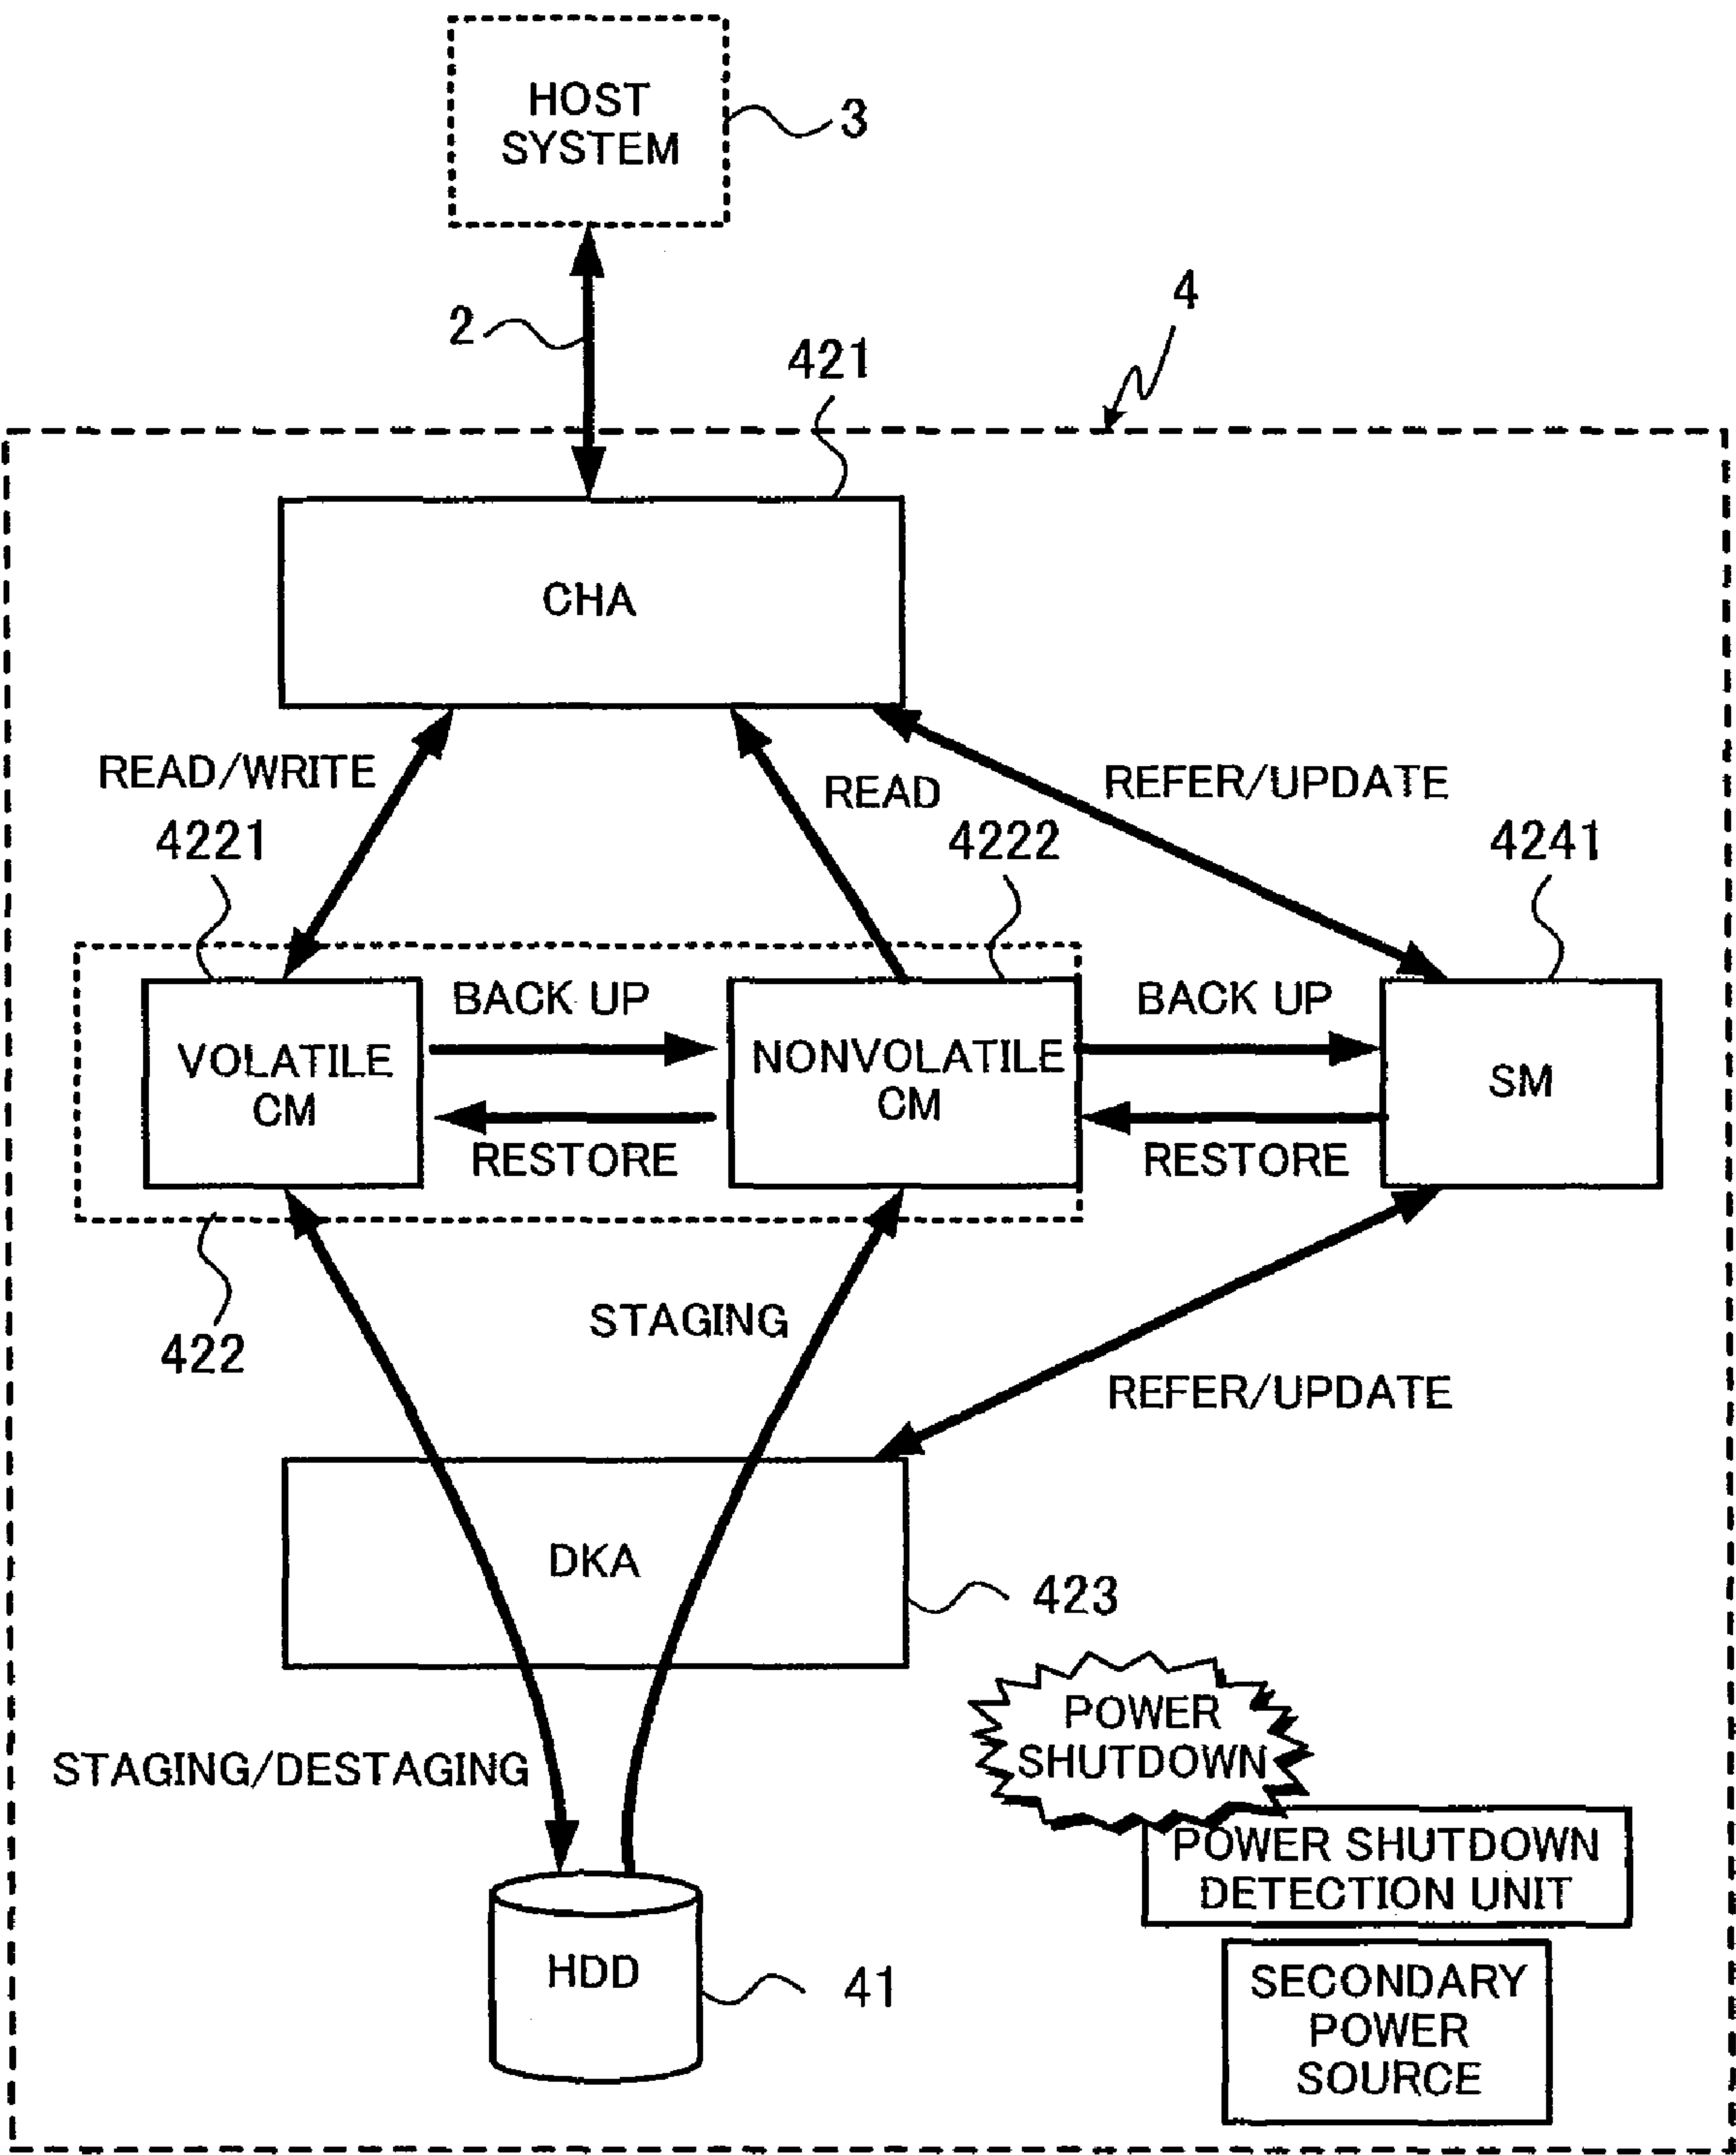 HOST
SYSTEM
3
2
4
421
CHA
READ/WRITE
READ
REFER/UPDATE
4221
4222
4241
VOLATILE
CM
BACK UP
RESTORE
NONVOLATILE
CM
BACK UP
RESTORE
SM
422
STAGING
REFER/UPDATE
DKA
423
STAGING/DESTAGING
POWER
SHUTDOWN
POWER SHUTDOWN
DETECTION UNIT
HDD
41
SECONDARY
POWER
SOURCE